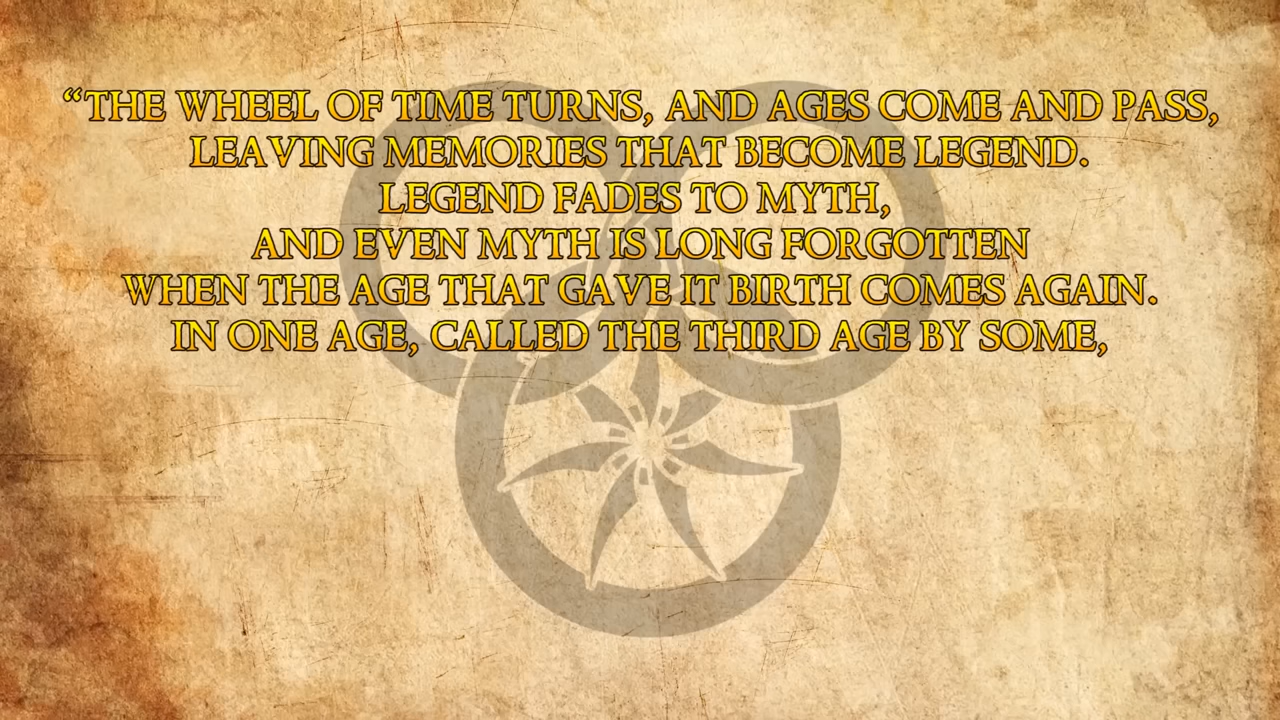 “THE WHEEL OF TIME TURNS, AND AGES COME AND PASS,
LEAVING MEMORIES THAT BECOME LEGEND.
LEGEND FADES TO MYTH,
AND EVEN MYTH IS LONG FORGOTTEN
WHEN THE AGE THAT GAVE IT BIRTH COMES AGAIN.
IN ONE AGE, CALLED THE THIRD AGE BY SOME,